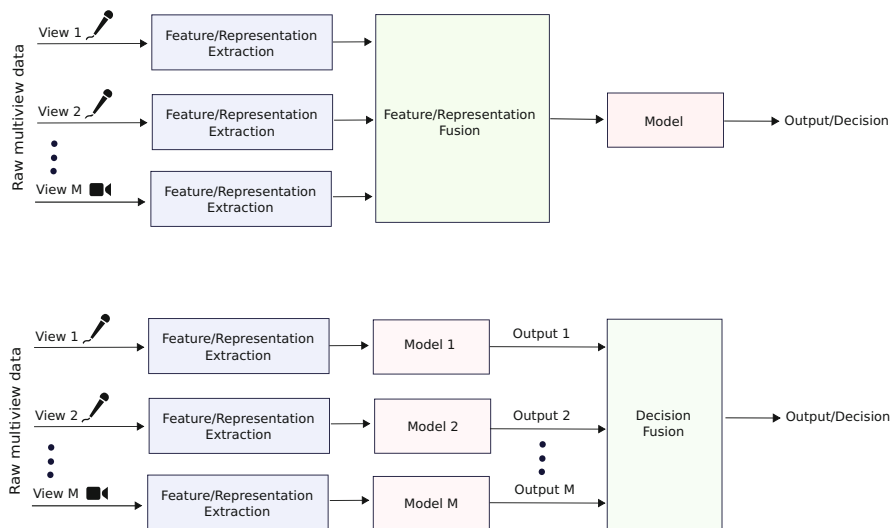 Raw multiview data
View 1
Feature/Representation
Extraction
View 2
Feature/Representation
Extraction
View M
Feature/Representation
Extraction
Feature/Representation
Fusion
Model
Output/Decision
Raw multiview data
View 1
Feature/Representation
Extraction
Model 1
Output 1
View 2
Feature/Representation
Extraction
Model 2
Output 2
View M
Feature/Representation
Extraction
Model M
Output M
Decision
Fusion
Output/Decision